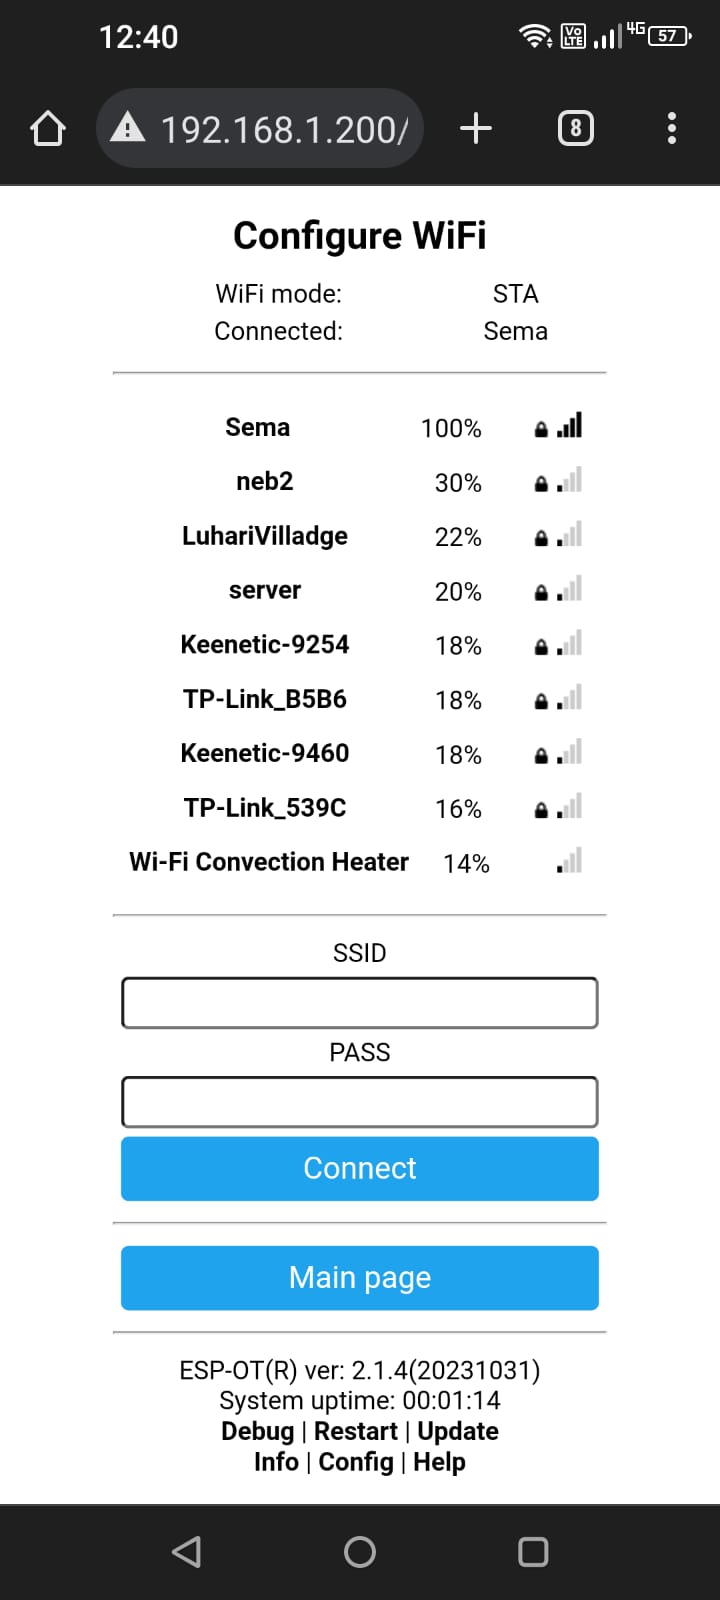 12:40
Vo LTE 4G 57
192.168.1.200/
8
Configure WiFi
WiFi mode: STA
Connected: Sema
Sema 100%
neb2 30%
LuhariVilladge 22%
server 20%
Keenetic-9254 18%
TP-Link_B5B6 18%
Keenetic-9460 18%
TP-Link_539C 16%
Wi-Fi Convection Heater 14%
SSID
PASS
Connect
Main page
ESP-OT(R) ver: 2.1.4(20231031)
System uptime: 00:01:14
Debug | Restart | Update
Info | Config | Help